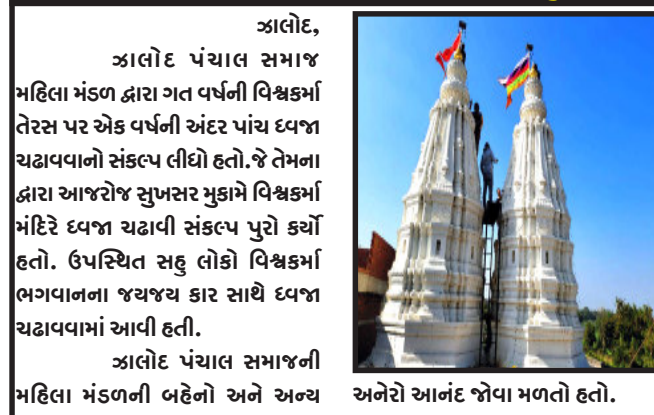 ઝાલોદ,
ઝાલોદ પંચાલ સમાજ
મહિલા મંડળ દ્વારા ગત વર્ષની વિશ્વકર્મા
તેરસ પર એક વર્ષની અંદર પાંચ ધ્વજા
ચઢાવવાનો સંકલ્પ લીધો હતો.જે તેમના
દ્વારા આજરોજ સુખસર મુકામે વિશ્વકર્મા
મંદિરે ધ્વજા ચઢાવી સંકલ્પ પુરો કર્યો
હતો. ઉપસ્થિત સહુ લોકો વિશ્વકર્મા
ભગવાનના જયજય કાર સાથે ધ્વજા
ચઢાવવામાં આવી હતી.
ઝાલોદ પંચાલ સમાજની
મહિલા મંડળની બહેનો અને અન્ય
અનેરો આનંદ જોવા મળતો હતો.